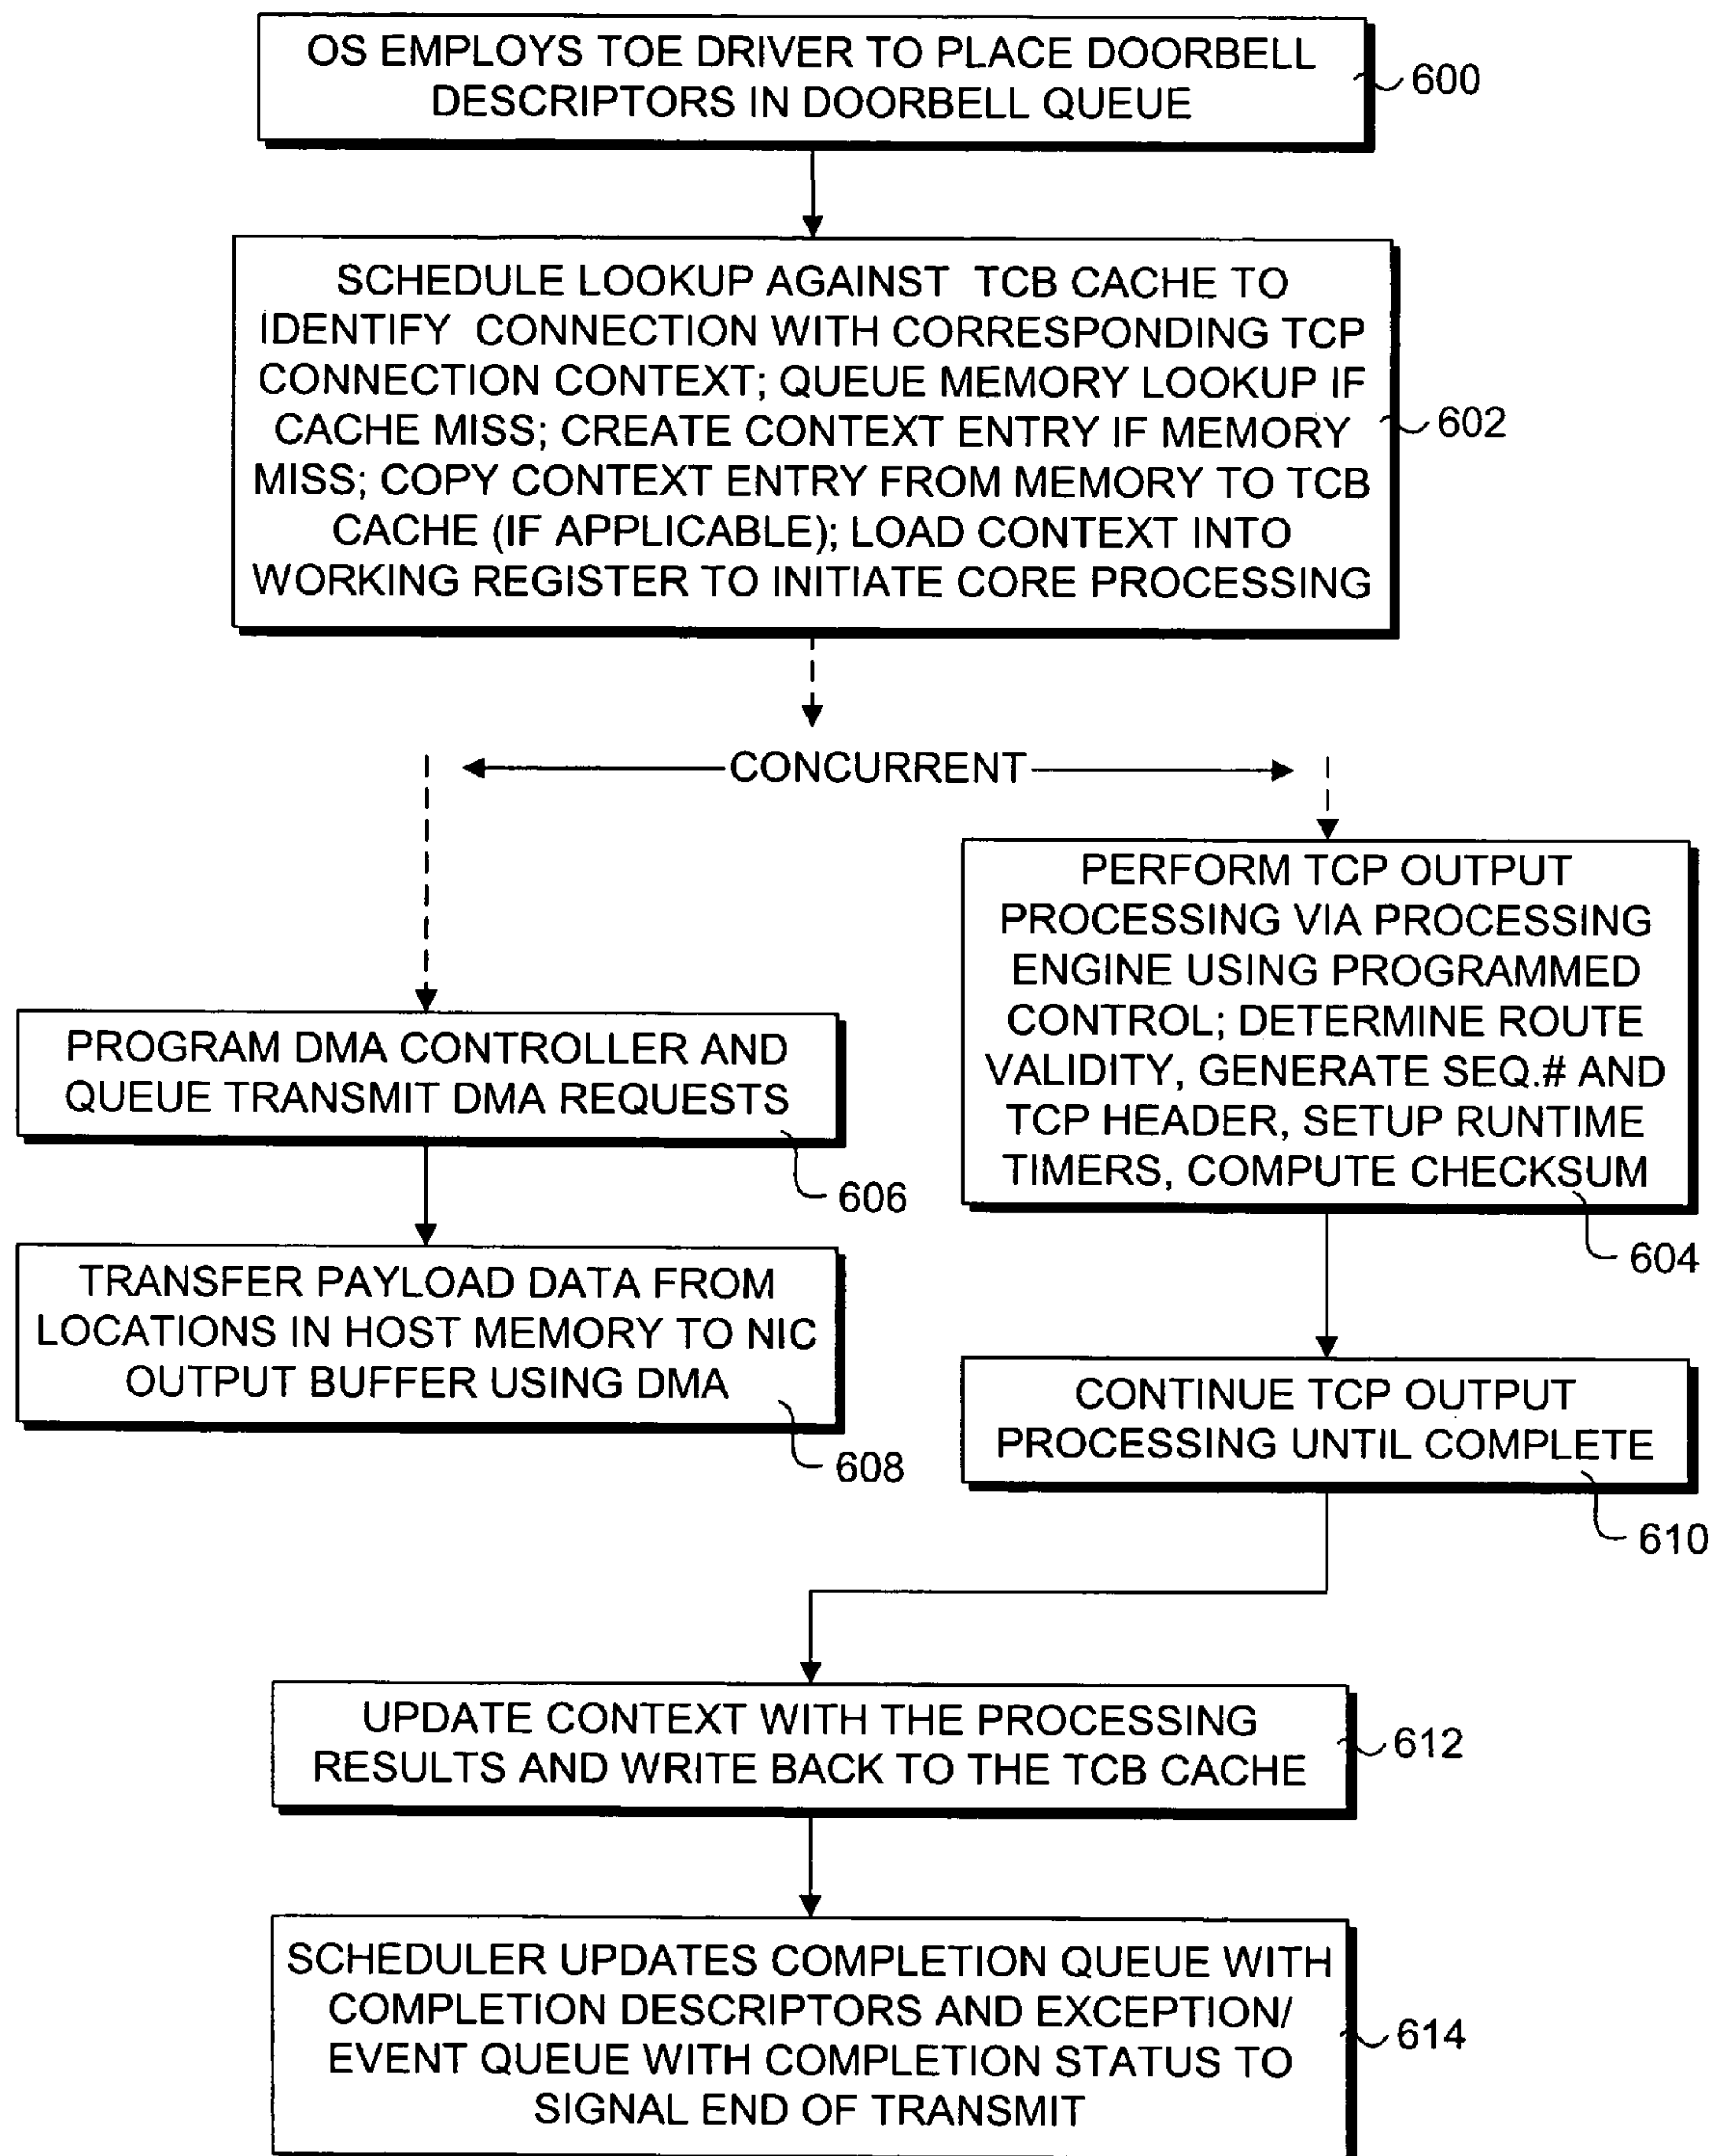 OS EMPLOYS TOE DRIVER TO PLACE DOORBELL
DESCRIPTORS IN DOORBELL QUEUE
600
SCHEDULE LOOKUP AGAINST TCB CACHE TO
IDENTIFY CONNECTION WITH CORRESPONDING TCP
CONNECTION CONTEXT; QUEUE MEMORY LOOKUP IF
CACHE MISS; CREATE CONTEXT ENTRY IF MEMORY
MISS; COPY CONTEXT ENTRY FROM MEMORY TO TCB
CACHE (IF APPLICABLE); LOAD CONTEXT INTO
WORKING REGISTER TO INITIATE CORE PROCESSING
602
CONCURRENT
PROGRAM DMA CONTROLLER AND
QUEUE TRANSMIT DMA REQUESTS
606
TRANSFER PAYLOAD DATA FROM
LOCATIONS IN HOST MEMORY TO NIC
OUTPUT BUFFER USING DMA
608
PERFORM TCP OUTPUT
PROCESSING VIA PROCESSING
ENGINE USING PROGRAMMED
CONTROL; DETERMINE ROUTE
VALIDITY, GENERATE SEQ.# AND
TCP HEADER, SETUP RUNTIME
TIMERS, COMPUTE CHECKSUM
604
CONTINUE TCP OUTPUT
PROCESSING UNTIL COMPLETE
610
UPDATE CONTEXT WITH THE PROCESSING
RESULTS AND WRITE BACK TO THE TCB CACHE
612
SCHEDULER UPDATES COMPLETION QUEUE WITH
COMPLETION DESCRIPTORS AND EXCEPTION/
EVENT QUEUE WITH COMPLETION STATUS TO
SIGNAL END OF TRANSMIT
614